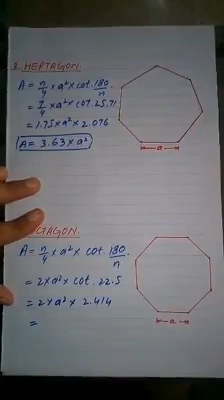 3. HEPTAGON.
A = n/4 × a² × cot 180/n.
= 7/4 × a² × cot. 25.71
= 1.75 × a² × 2.076
A = 3.63 × a²
a
TAGON.
A = n/4 × a² × cot 180/n.
= 2 × a² × cot. 22.5
= 2 × a² × 2.414
=
a